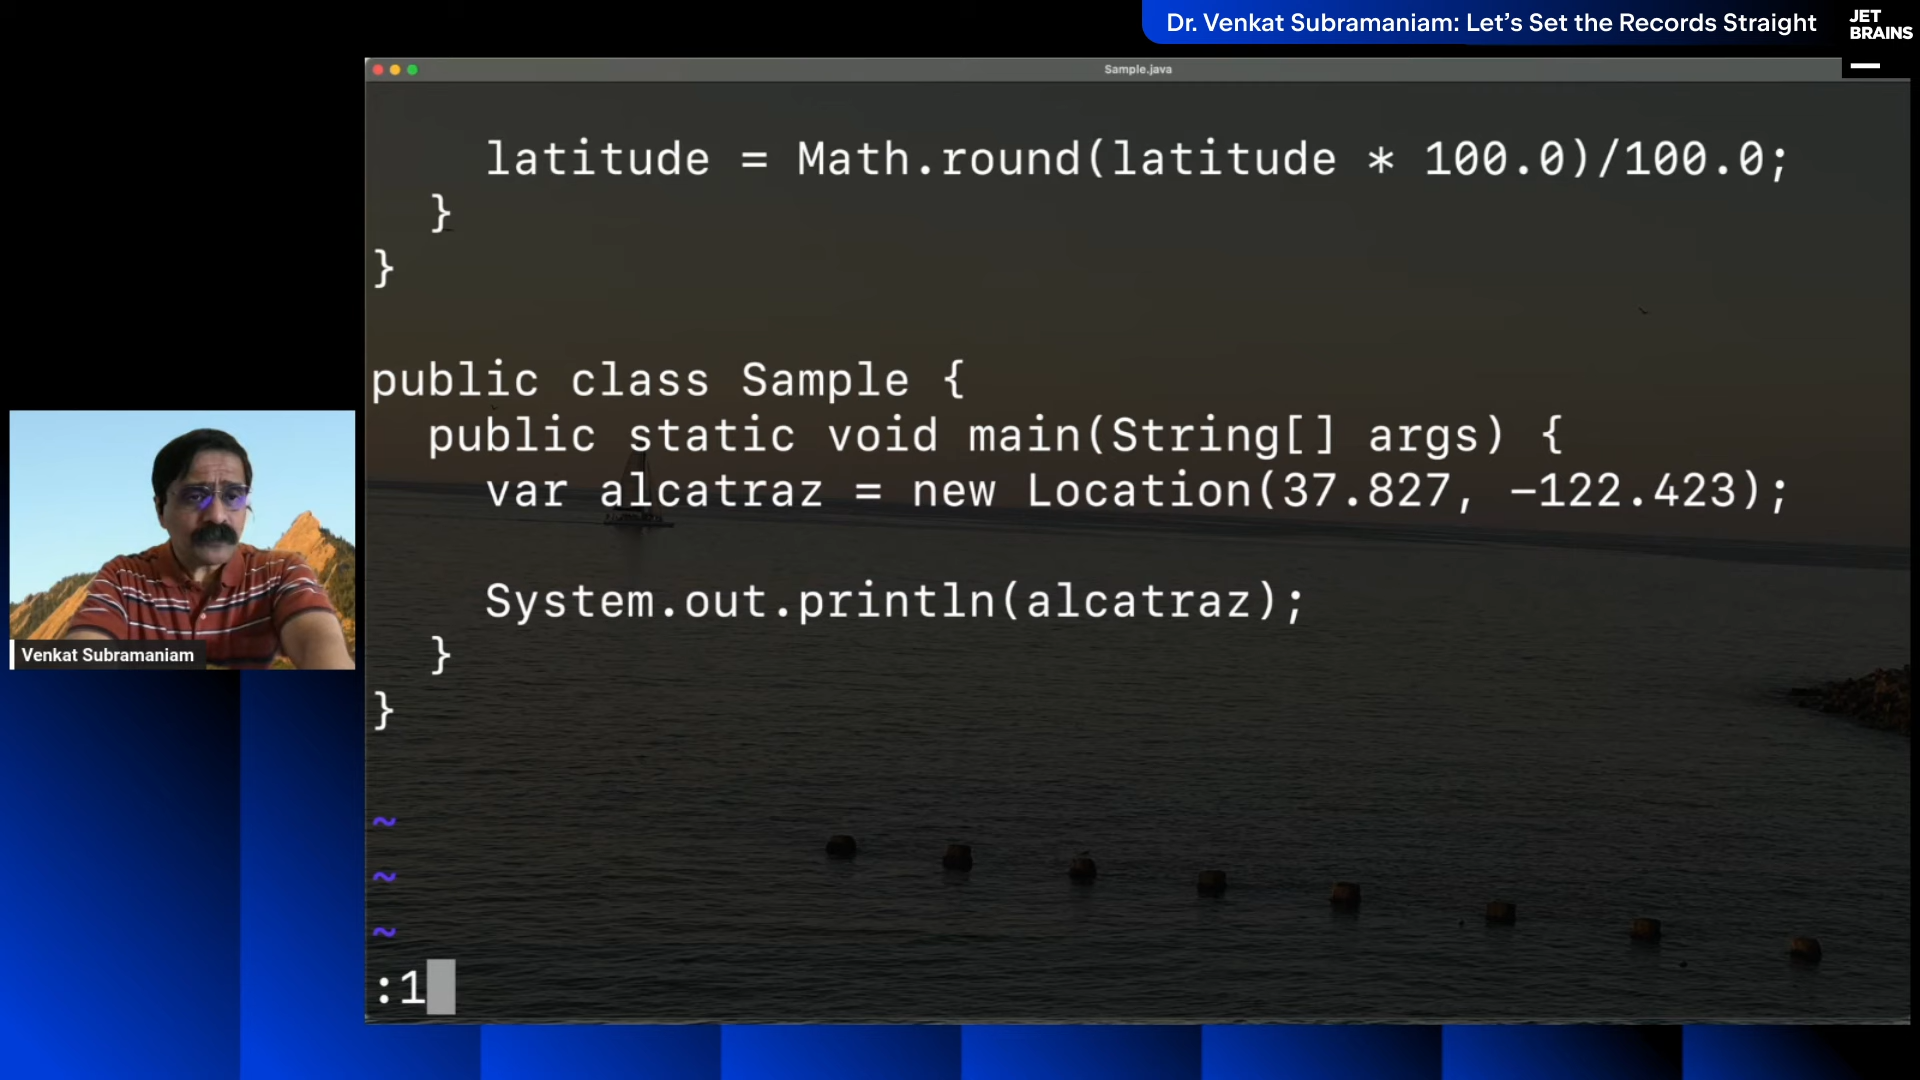 Dr. Venkat Subramaniam: Let's Set the Records Straight
JET
BRAINS
Sample.java
latitude = Math.round(latitude * 100.0)/100.0;
}
}
public class Sample {
public static void main(String[] args) {
var alcatraz = new Location(37.827, -122.423);
System.out.println(alcatraz);
}
}
~
~
~
:1
Venkat Subramaniam